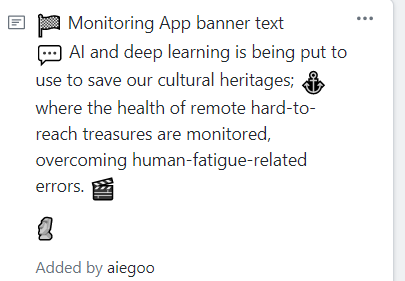 🏁 Monitoring App banner text
💬 AI and deep learning is being put to
use to save our cultural heritages; ⚓
where the health of remote hard-to-
reach treasures are monitored,
overcoming human-fatigue-related
errors. 🎬
🗿
Added by aiegoo